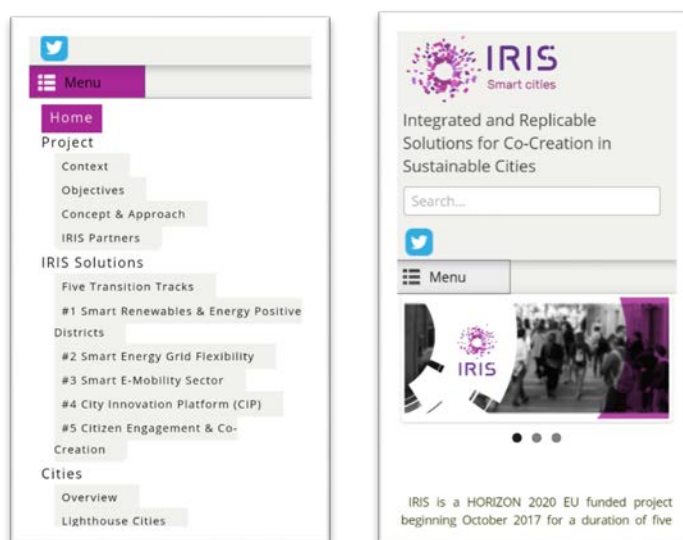 Menu
Home
Project
Context
Objectives
Concept & Approach
IRIS Partners
IRIS Solutions
Five Transition Tracks
#1 Smart Renewables & Energy Positive
Districts
#2 Smart Energy Grid Flexibility
#3 Smart E-Mobility Sector
#4 City Innovation Platform (CiP)
#5 Citizen Engagement & Co-
Creation
Cities
Overview
Lighthouse Cities
IRIS
Smart cities
Integrated and Replicable
Solutions for Co-Creation in
Sustainable Cities
Search...
Menu
IRIS
IRIS is a HORIZON 2020 EU funded project
beginning October 2017 for a duration of five